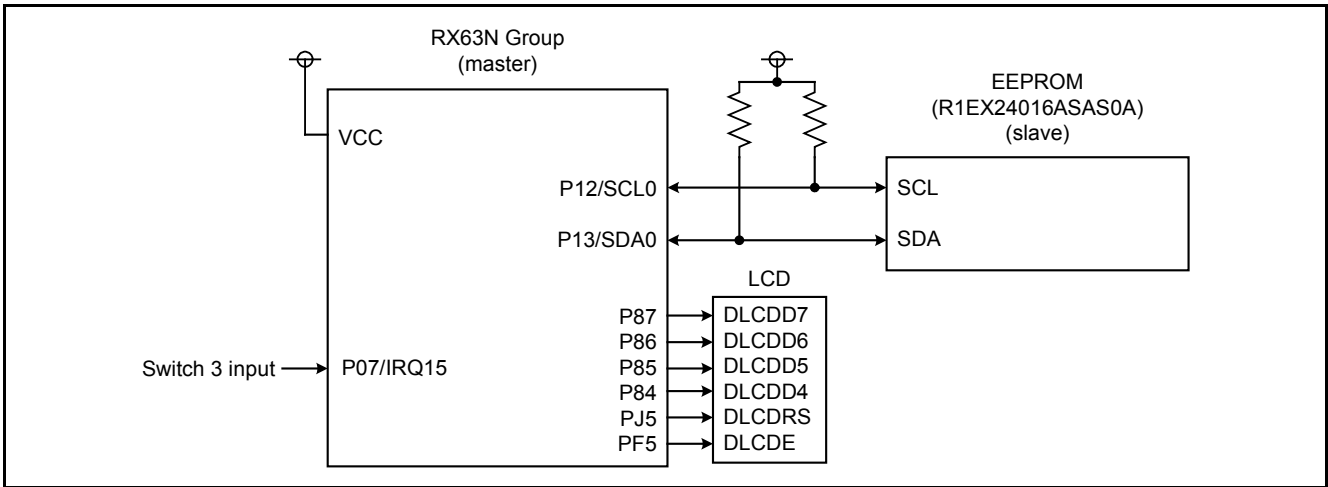 RX63N Group
(master)
VCC
P12/SCL0
P13/SDA0
P87
P86
P85
P84
PJ5
PF5
Switch 3 input
P07/IRQ15
EEPROM
(R1EX24016ASAS0A)
(slave)
SCL
SDA
LCD
DLCDD7
DLCDD6
DLCDD5
DLCDD4
DLCDRS
DLCDE